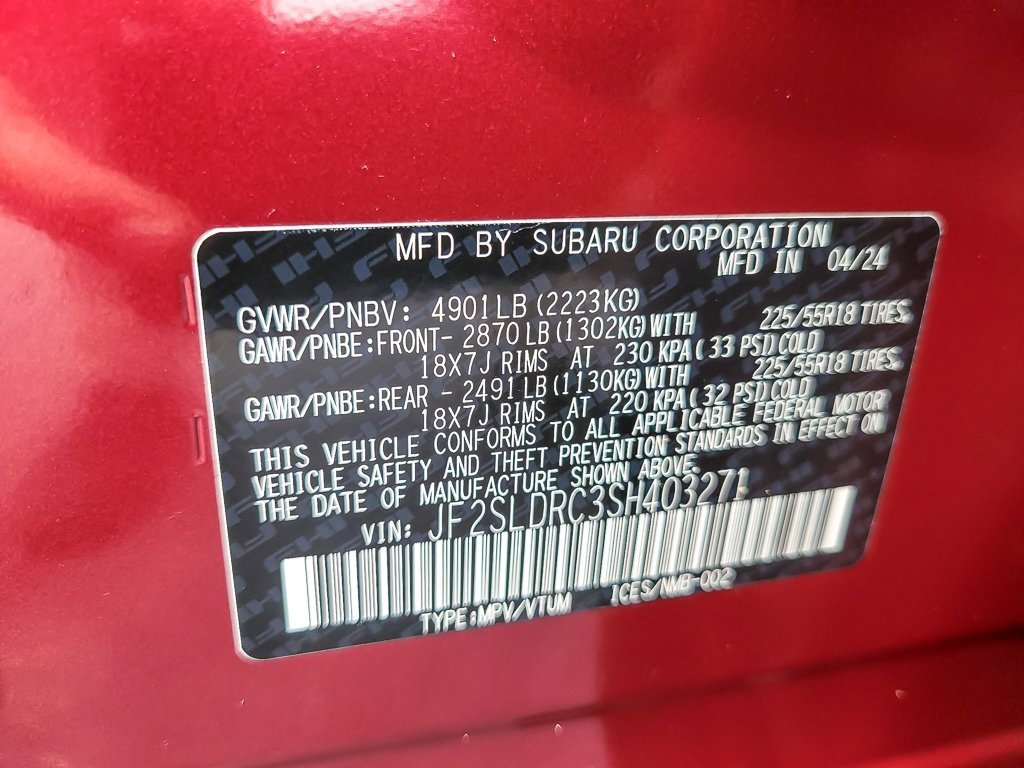 MFD BY SUBARU CORPORATION
MFD IN 04/24
GVWR/PNBV: 4901LB(2223KG)
GAWR/PNBE:FRONT- 2870LB(1302KG)WITH 225/55R18 TIRES,
18X7J RIMS AT 230 KPA(33 PSI)COLD
GAWR/PNBE:REAR - 2491LB(1130KG)WITH 225/55R18 TIRES,
18X7J RIMS AT 220 KPA(32 PSI)COLD
THIS VEHICLE CONFORMS TO ALL APPLICABLE FEDERAL MOTOR
VEHICLE SAFETY AND THEFT PREVENTION STANDARDS IN EFFECT ON
THE DATE OF MANUFACTURE SHOWN ABOVE.
VIN: JF2SLDRC3SH403271
TYPE:MPV/VTUM ICES/NMB-002